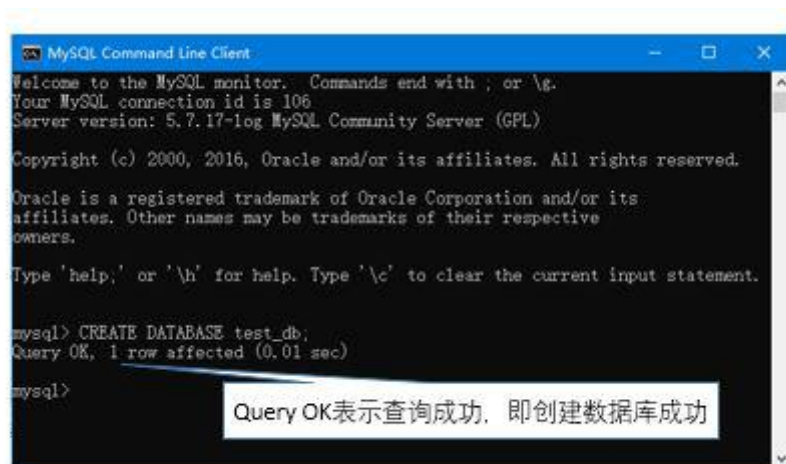 MySQL Command Line Client
Welcome to the MySQL monitor.  Commands end with ; or \g.
Your MySQL connection id is 106
Server version: 5.7.17-log MySQL Community Server (GPL)
Copyright (c) 2000, 2016, Oracle and/or its affiliates. All rights reserved.
Oracle is a registered trademark of Oracle Corporation and/or its
affiliates. Other names may be trademarks of their respective
owners.
Type 'help;' or '\h' for help. Type '\c' to clear the current input statement.
mysql> CREATE DATABASE test_db;
Query OK, 1 row affected (0.01 sec)
mysql>
Query OK表示查询成功，即创建数据库成功